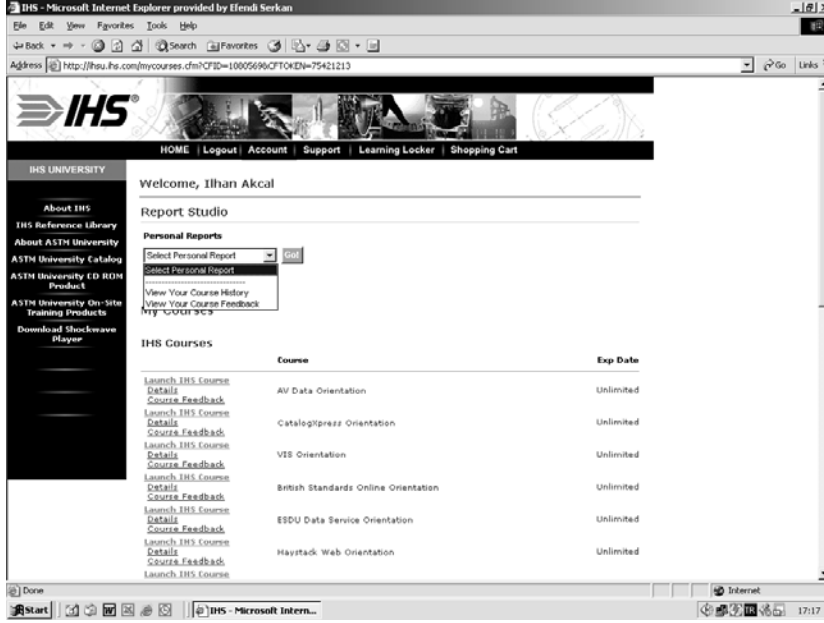 IHS - Microsoft Internet Explorer provided by Efendi Serkan
File Edit View Favorites Tools Help
Back Search Favorites
Address http://ihsu.ihs.com/mycourses.cfm?CFID=108056969&CFTOKEN=75421213 Go Links
IHS®
HOME | Logout | Account | Support | Learning Locker | Shopping Cart
IHS UNIVERSITY
About IHS
IHS Reference Library
About ASTM University
ASTM University Catalog
ASTM University CD ROM
Product
ASTM University On-Site
Training Products
Download Shockwave
Player
Welcome, Ilhan Akcal
Report Studio
Personal Reports
Select Personal Report Go!
Select Personal Report
------------------------------
View Your Course History
View Your Course Feedback
My Courses
IHS Courses
Course Exp Date
Launch IHS Course
Details
Course Feedback
AV Data Orientation Unlimited
Launch IHS Course
Details
Course Feedback
CatalogXpress Orientation Unlimited
Launch IHS Course
Details
Course Feedback
VIS Orientation Unlimited
Launch IHS Course
Details
Course Feedback
British Standards Online Orientation Unlimited
Launch IHS Course
Details
Course Feedback
ESDU Data Service Orientation Unlimited
Launch IHS Course
Details
Course Feedback
Haystack Web Orientation Unlimited
Launch IHS Course
Done Internet
Start IHS - Microsoft Intern... 17:17